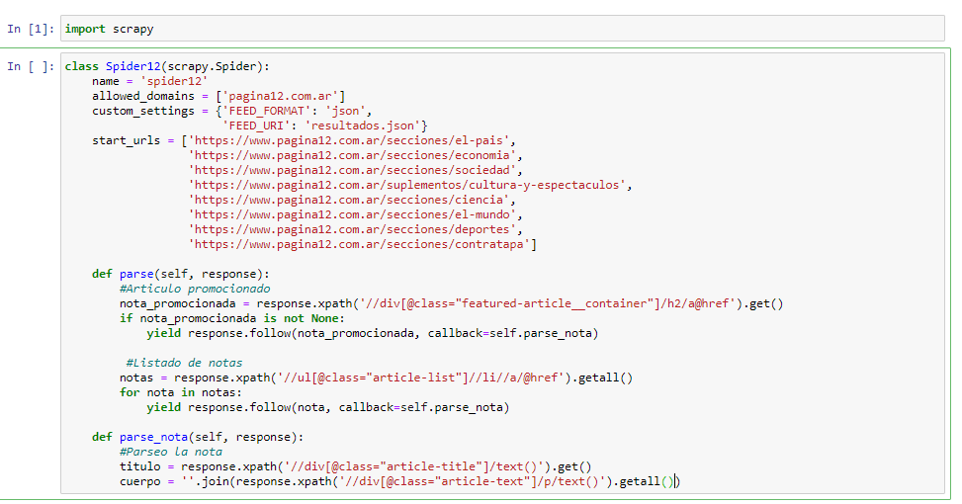 In [1]: import scrapy
In [ ]: class Spider12(scrapy.Spider):
    name = 'spider12'
    allowed_domains = ['pagina12.com.ar']
    custom_settings = {'FEED_FORMAT': 'json',
                       'FEED_URI': 'resultados.json'}
    start_urls = ['https://www.pagina12.com.ar/secciones/el-pais',
                  'https://www.pagina12.com.ar/secciones/economia',
                  'https://www.pagina12.com.ar/secciones/sociedad',
                  'https://www.pagina12.com.ar/suplementos/cultura-y-espectaculos',
                  'https://www.pagina12.com.ar/secciones/ciencia',
                  'https://www.pagina12.com.ar/secciones/el-mundo',
                  'https://www.pagina12.com.ar/secciones/deportes',
                  'https://www.pagina12.com.ar/secciones/contratapa']
    def parse(self, response):
        #Articulo promocionado
        nota_promocionada = response.xpath('//div[@class="featured-article__container"]/h2/a@href').get()
        if nota_promocionada is not None:
            yield response.follow(nota_promocionada, callback=self.parse_nota)
         #Listado de notas
        notas = response.xpath('//ul[@class="article-list"]//li//a/@href').getall()
        for nota in notas:
            yield response.follow(nota, callback=self.parse_nota)
    def parse_nota(self, response):
        #Parseo la nota
        titulo = response.xpath('//div[@class="article-title"]/text()').get()
        cuerpo = ''.join(response.xpath('//div[@class="article-text"]/p/text()').getall())